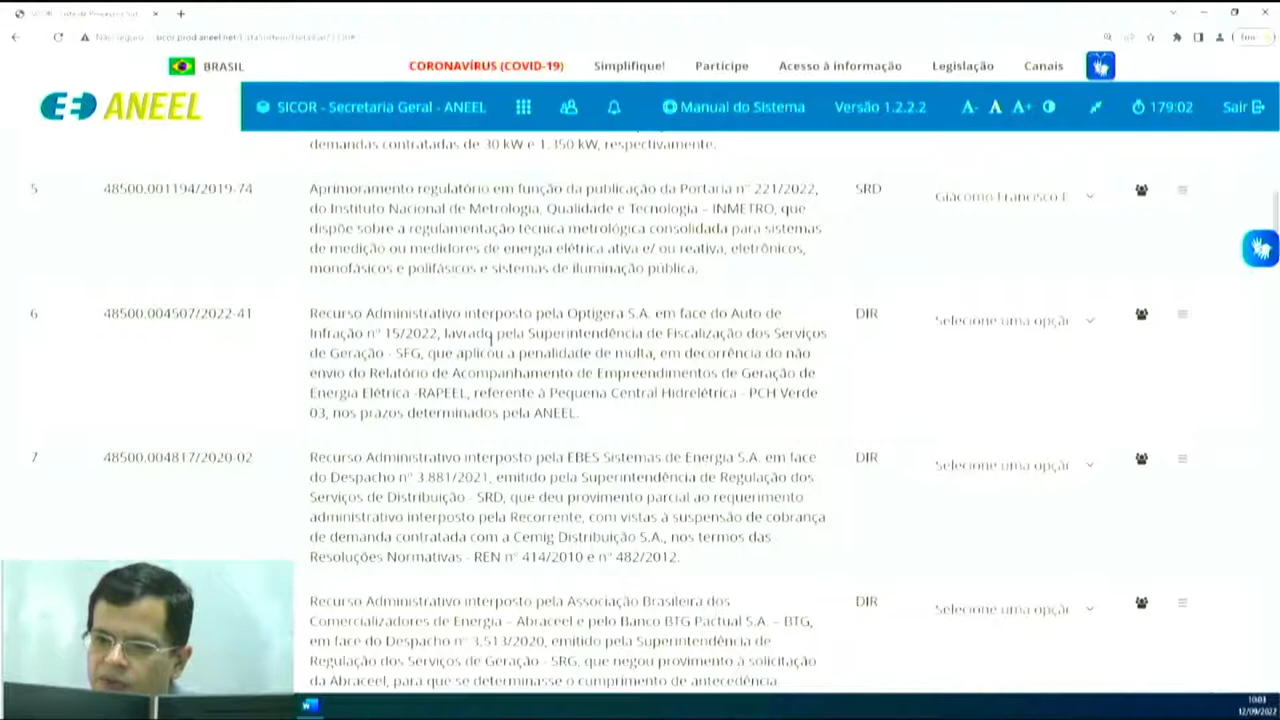 BRASIL
CORONAVÍRUS (COVID-19)
Simplifique!
Participe
Acesso à informação
Legislação
Canais
ANEEL
SICOR - Secretaria Geral - ANEEL
Manual do Sistema
Versão 1.2.2.2
A-
A
A+
179:02
Sair
demandas contratadas de 30 kW e 1.350 kW, respectivamente.
5
48500.001194/2019-74
Aprimoramento regulatório em função da publicação da Portaria nº 221/2022,
do Instituto Nacional de Metrologia, Qualidade e Tecnologia – INMETRO, que
dispõe sobre a regulamentação técnica metrológica consolidada para sistemas
de medição ou medidores de energia elétrica ativa e/ ou reativa, eletrônicos,
monofásicos e polifásicos e sistemas de iluminação pública.
SRD
Giácomo Francisco
6
48500.004507/2022-41
Recurso Administrativo interposto pela Optigera S.A. em face do Auto de
Infração nº 15/2022, lavrado pela Superintendência de Fiscalização dos Serviços
de Geração - SFG, que aplicou a penalidade de multa, em decorrência do não
envio do Relatório de Acompanhamento de Empreendimentos de Geração de
Energia Elétrica -RAPEEL, referente à Pequena Central Hidrelétrica - PCH Verde
03, nos prazos determinados pela ANEEL.
DIR
Selecione uma opçã
7
48500.004817/2020-02
Recurso Administrativo interposto pela EBES Sistemas de Energia S.A. em face
do Despacho nº 3.881/2021, emitido pela Superintendência de Regulação dos
Serviços de Distribuição - SRD, que deu provimento parcial ao requerimento
administrativo interposto pela Recorrente, com vistas à suspensão de cobrança
de demanda contratada com a Cemig Distribuição S.A., nos termos das
Resoluções Normativas - REN nº 414/2010 e nº 482/2012.
DIR
Selecione uma opçã
Recurso Administrativo interposto pela Associação Brasileira dos
Comercializadores de Energia – Abraceel e pelo Banco BTG Pactual S.A. – BTG,
em face do Despacho nº 3.513/2020, emitido pela Superintendência de
Regulação dos Serviços de Geração - SRG, que negou provimento à solicitação
da Abraceel, para que se determinasse o cumprimento de antecedência
DIR
Selecione uma opçã
10:03
12/09/2022